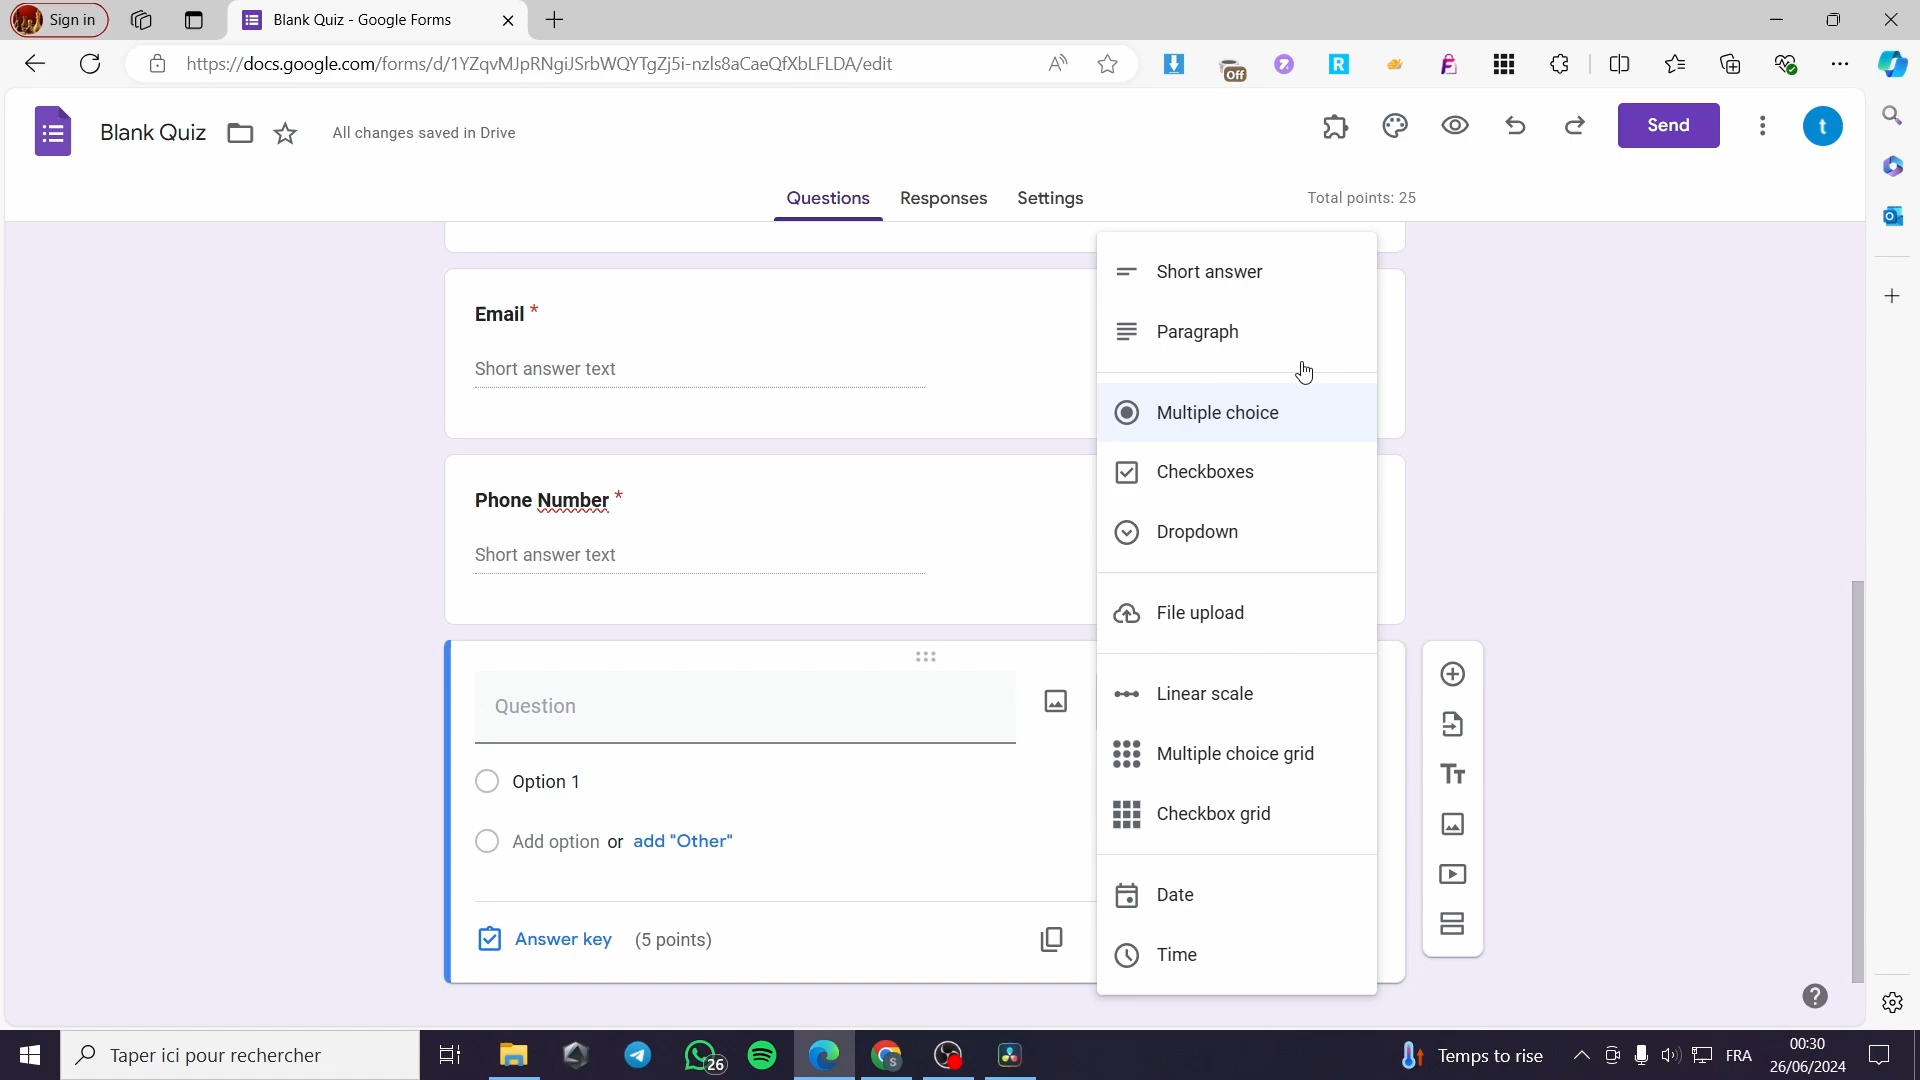 Sign in
Blank Quiz - Google Forms
https://docs.google.com/forms/d/1YZqvMJpRNgiJSrbWQYTgZj5i-nzls8aCaeQfXbLFLDA/edit
Off
Blank Quiz
All changes saved in Drive
Send
t
Questions
Responses
Settings
Total points: 25
Email *
Short answer text
Phone Number *
Short answer text
Question
Option 1
Add option or add "Other"
Answer key (5 points)
Short answer
Paragraph
Multiple choice
Checkboxes
Dropdown
File upload
Linear scale
Multiple choice grid
Checkbox grid
Date
Time
Taper ici pour rechercher
26
Temps to rise
FRA
00:30
26/06/2024